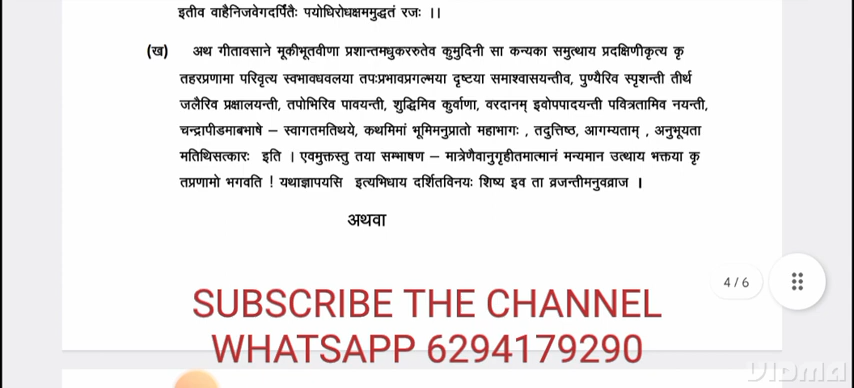 इतीव वाहैनिजवेगदर्पितैः पयोधिरोधक्षममुद्धतं रजः ।।
(ख) अथ गीतावसाने मूकीभूतवीणा प्रशान्तमधुकररुतेव कुमुदिनी सा कन्यका समुत्थाय प्रदक्षिणीकृत्य कृ
तहरप्रणामा परिवृत्य स्वभावधवलया तपःप्रभावप्रगल्भया दृष्टया समाश्वासयन्तीव, पुण्यैरिव स्पृशन्ती तीर्थ
जलैरिव प्रक्षालयन्ती, तपोभिरिव पावयन्ती, शुद्धिमिव कुर्वाणा, वरदानम् इवोपपादयन्ती पवित्रतामिव नयन्ती,
चन्द्रापीडमाबभाषे – स्वागतमतिथये, कथमिमां भूमिमनुप्राप्तो महाभागः , तदुत्तिष्ठ, आगम्यताम् , अनुभूयता
मतिथिसत्कारः इति । एवमुक्तस्तु तया सम्भाषण – मात्रेणैवानुगृहीतमात्मानं मन्यमान उत्थाय भक्तया कृ
तप्रणामो भगवति ! यथाज्ञापयसि इत्यभिधाय दर्शितविनयः शिष्य इव ता व्रजन्तीमनुवव्राज ।
अथवा
4 / 6
SUBSCRIBE THE CHANNEL
WHATSAPP 6294179290